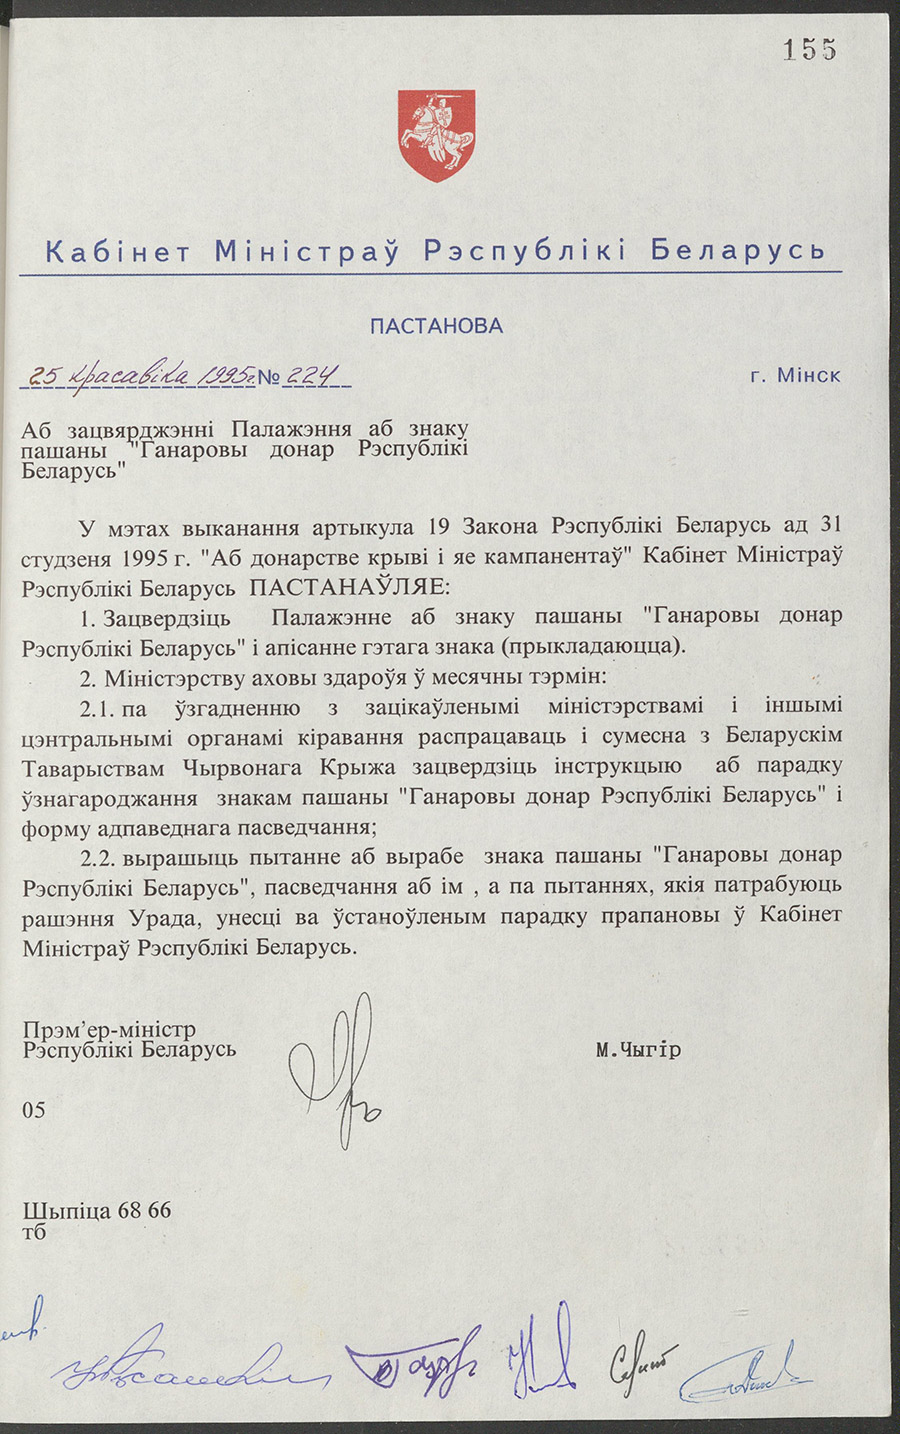 155
Кабінет Міністраў Рэспублікі Беларусь
ПАСТАНОВА
25 красавіка 1995г. № 224 г. Мінск
Аб зацвярджэнні Палажэння аб знаку
пашаны "Ганаровы донар Рэспублікі
Беларусь"
У мэтах выканання артыкула 19 Закона Рэспублікі Беларусь ад 31
студзеня 1995 г. "Аб донарстве крыві і яе кампанентаў" Кабінет Міністраў
Рэспублікі Беларусь ПАСТАНАЎЛЯЕ:
1. Зацвердзіць Палажэнне аб знаку пашаны "Ганаровы донар
Рэспублікі Беларусь" і апісанне гэтага знака (прыкладаюцца).
2. Міністэрству аховы здароўя ў месячны тэрмін:
2.1. па ўзгадненню з зацікаўленымі міністэрствамі і іншымі
цэнтральнымі органамі кіравання распрацаваць і сумесна з Беларускім
Таварыствам Чырвонага Крыжа зацвердзіць інструкцыю аб парадку
ўзнагароджання знакам пашаны "Ганаровы донар Рэспублікі Беларусь" і
форму адпаведнага пасведчання;
2.2. вырашыць пытанне аб вырабе знака пашаны "Ганаровы донар
Рэспублікі Беларусь", пасведчання аб ім , а па пытаннях, якія патрабуюць
рашэння Урада, унесці ва ўстаноўленым парадку прапановы ў Кабінет
Міністраў Рэспублікі Беларусь.
Прэм’ер-міністр
Рэспублікі Беларусь М.Чыгір
05
Шыпіца 68 66
тб